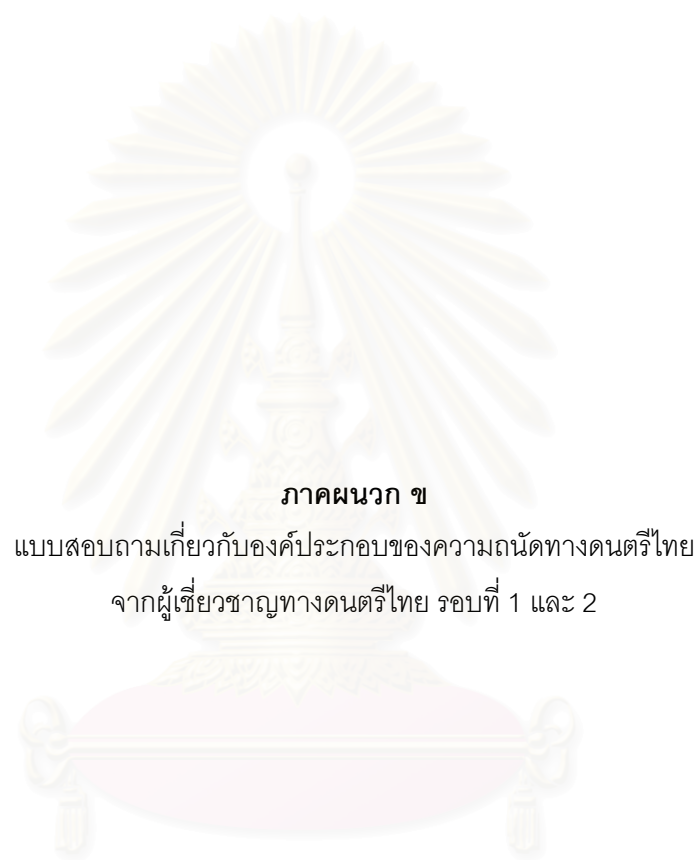 ภาคผนวก ข
แบบสอบถามเกี่ยวกับองค์ประกอบของความถนัดทางดนตรีไทย
จากผู้เชี่ยวชาญทางดนตรีไทย รอบที่ 1 และ 2